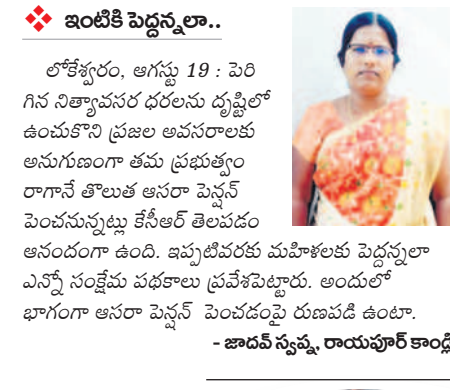 ఇంటికి పెద్దన్నలా..
లోకేశ్వరం, ఆగస్టు 19 : పెరి
గిన నిత్యావసర ధరలను దృష్టిలో
ఉంచుకొని ప్రజల అవసరాలకు
అనుగుణంగా తమ ప్రభుత్వం
రాగానే తొలుత ఆసరా పెన్షన్
పెంచనున్నట్లు కేసీఆర్ తెలపడం
ఆనందంగా ఉంది. ఇప్పటివరకు మహిళలకు పెద్దన్నలా
ఎన్నో సంక్షేమ పథకాలు ప్రవేశపెట్టారు. అందులో
భాగంగా ఆసరా పెన్షన్ పెంచడంపై రుణపడి ఉంటా.
- జాదవ్ స్వప్న, రాయపూర్ కాండ్లి